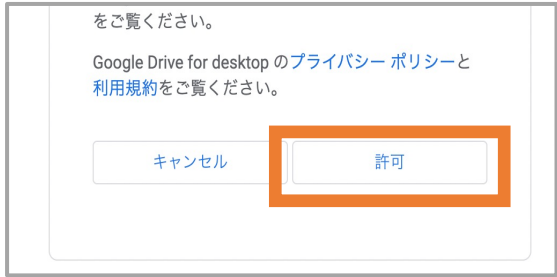 をご覧ください。
Google Drive for desktop のプライバシー ポリシーと
利用規約をご覧ください。
キャンセル
許可